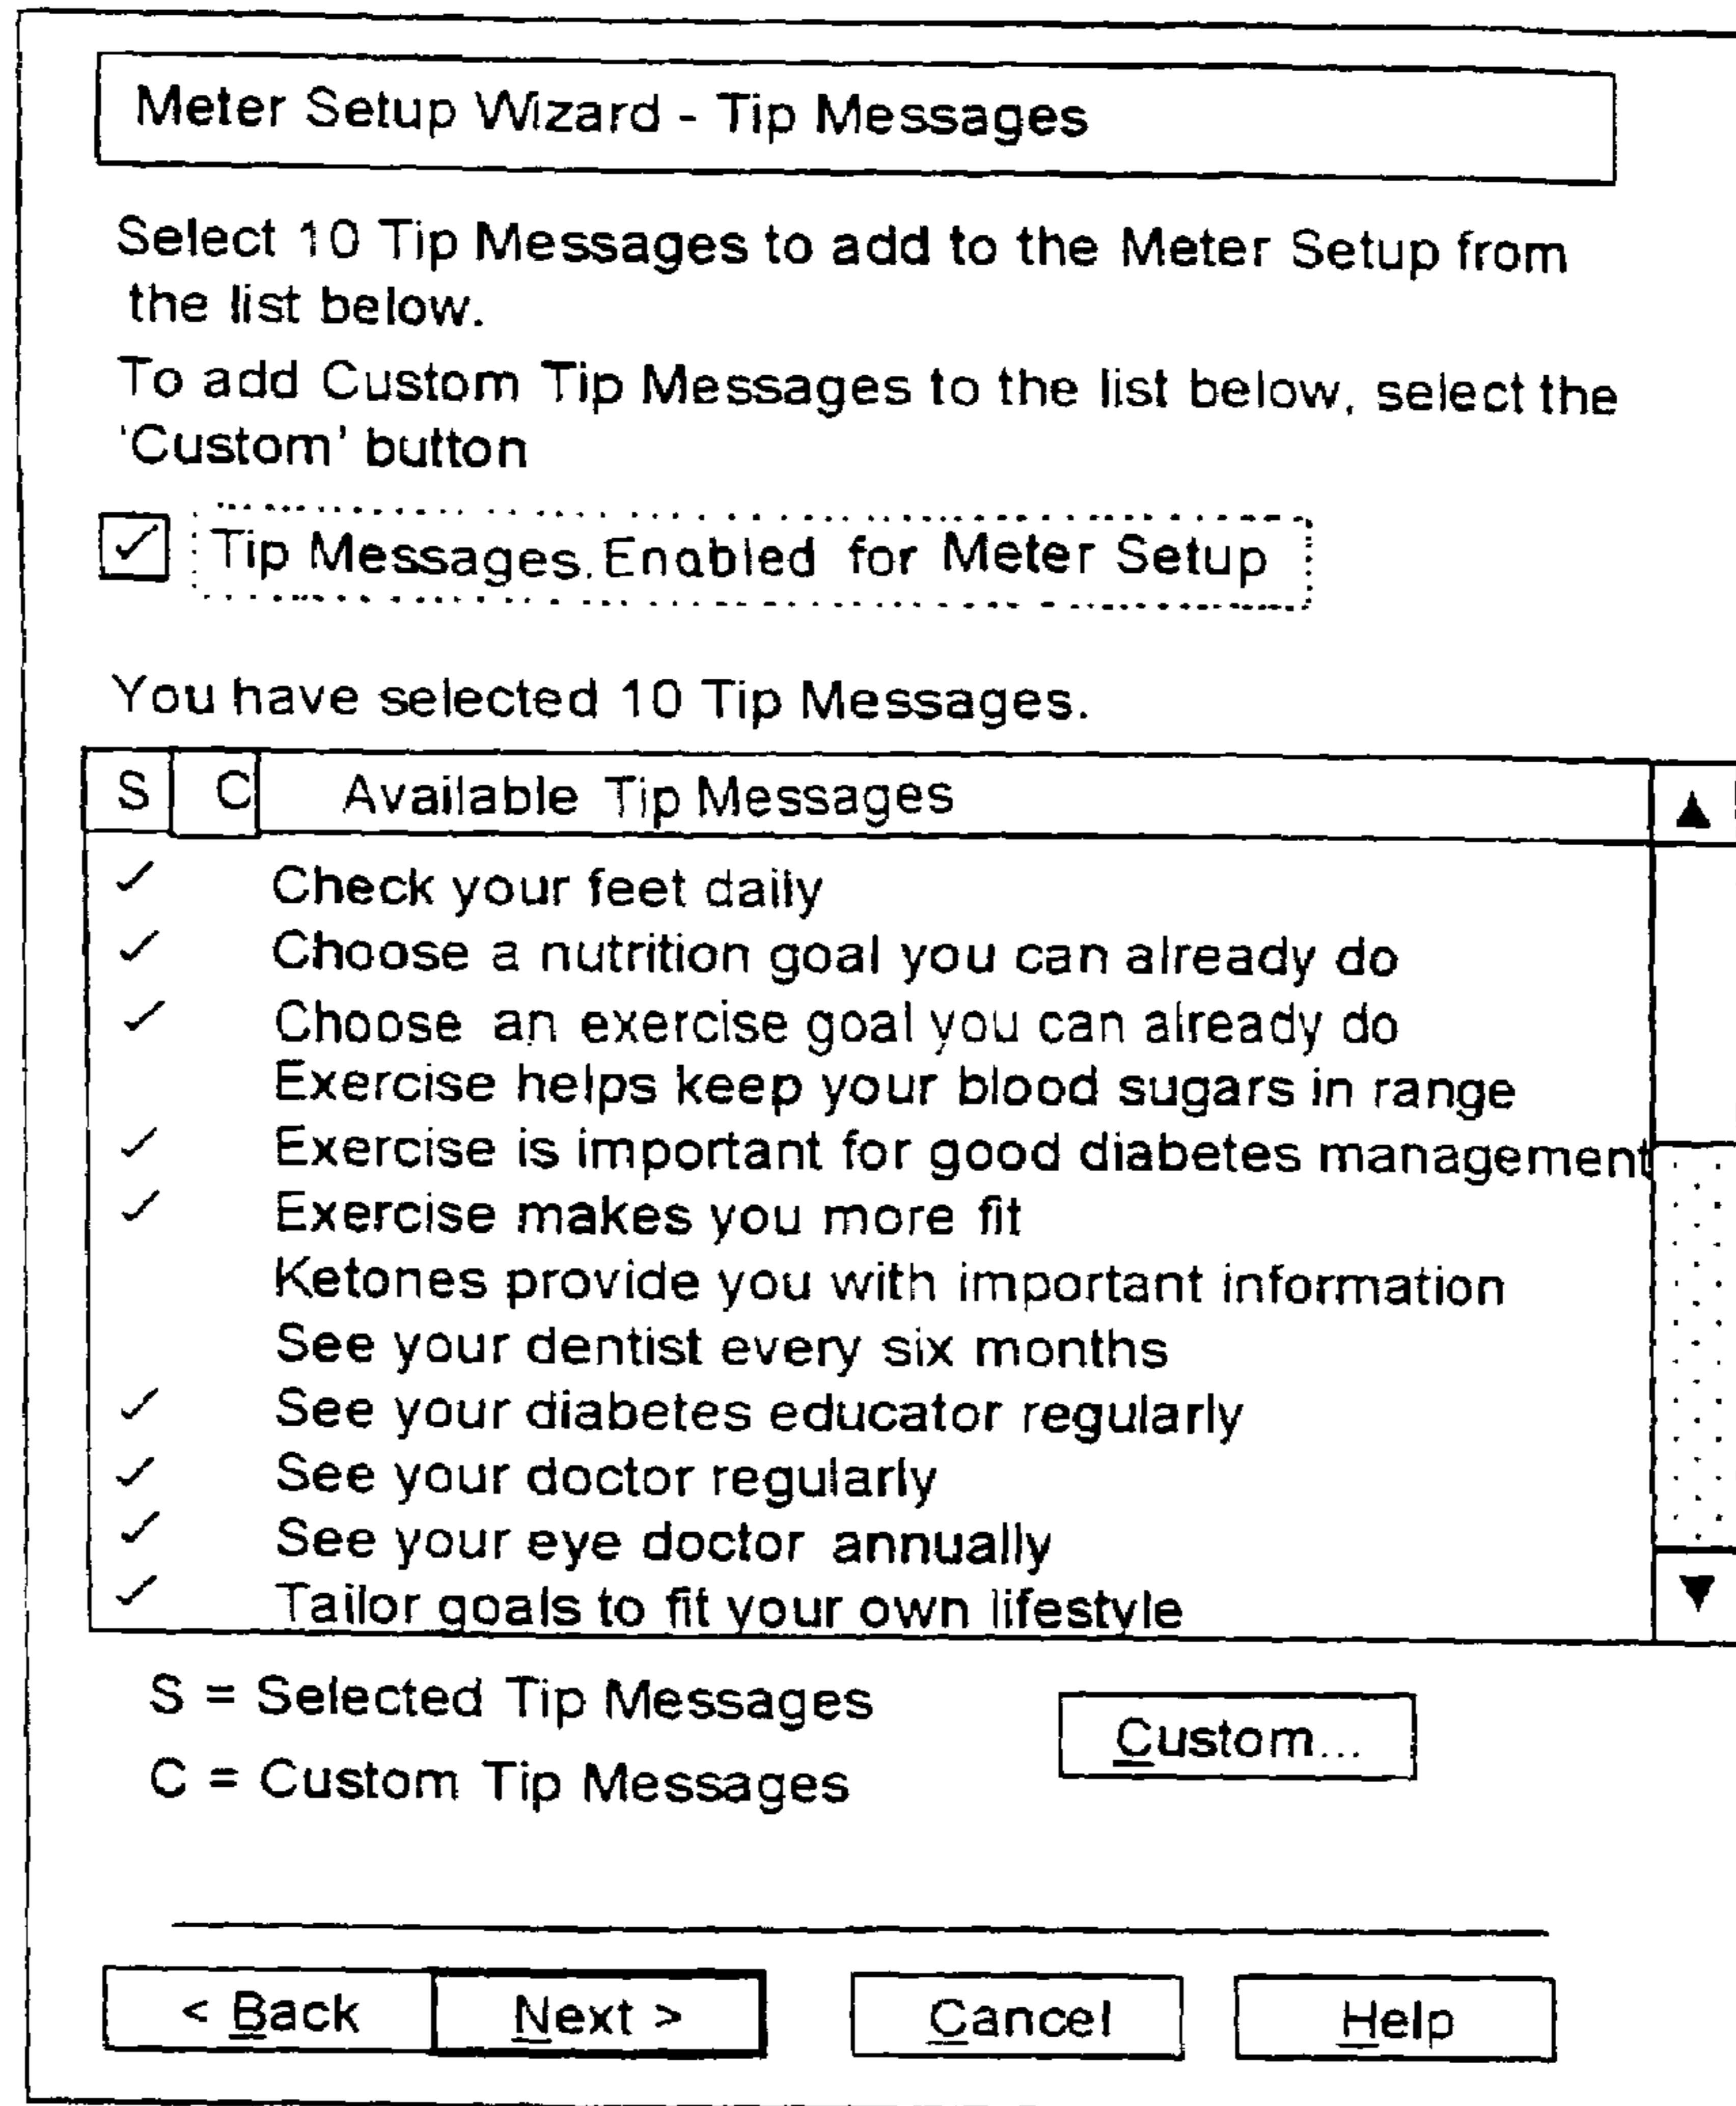 Meter Setup Wizard - Tip Messages
Select 10 Tip Messages to add to the Meter Setup from
the list below.
To add Custom Tip Messages to the list below, select the
'Custom' button
✓ Tip Messages.Enabled for Meter Setup
You have selected 10 Tip Messages.
S C Available Tip Messages ▲
✓ Check your feet daily
✓ Choose a nutrition goal you can already do
✓ Choose an exercise goal you can already do
Exercise helps keep your blood sugars in range
✓ Exercise is important for good diabetes management
✓ Exercise makes you more fit
Ketones provide you with important information
See your dentist every six months
✓ See your diabetes educator regularly
✓ See your doctor regularly
✓ See your eye doctor annually
✓ Tailor goals to fit your own lifestyle ▼
S = Selected Tip Messages
Custom...
C = Custom Tip Messages
< Back Next > Cancel Help